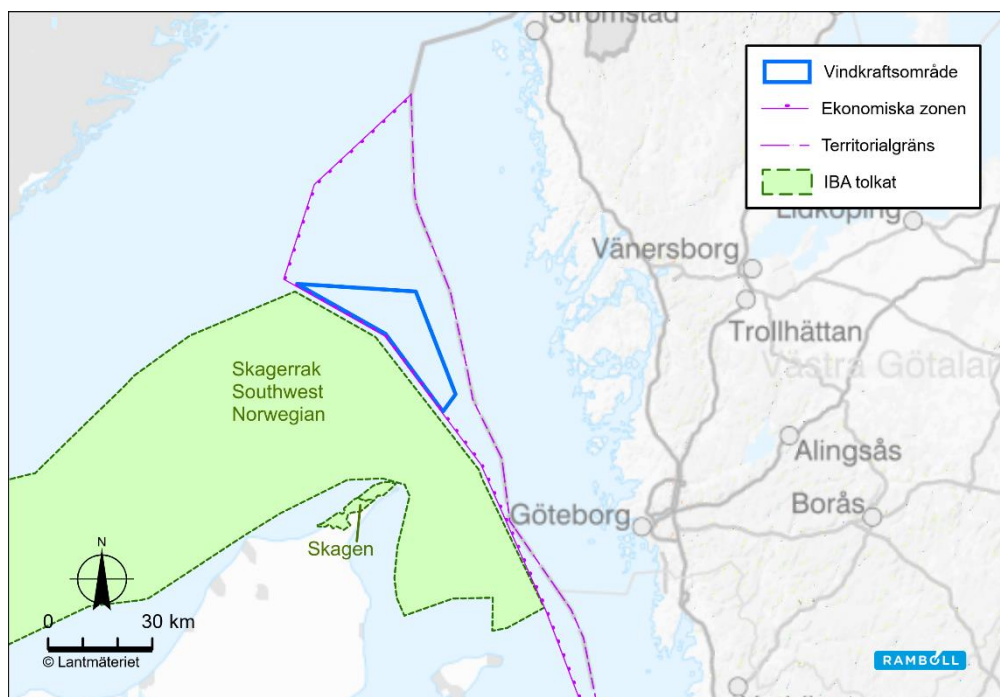 Strömstad
Vindkraftsområde
Ekonomiska zonen
Territorialgräns
IBA tolkat
Lidköping
Vänersborg
Trollhättan
Västra Götalan
Skagerrak
Southwest
Norwegian
Alingsås
Borås
Göteborg
Skagen
N
0 30 km
© Lantmäteriet
RAMBOLL